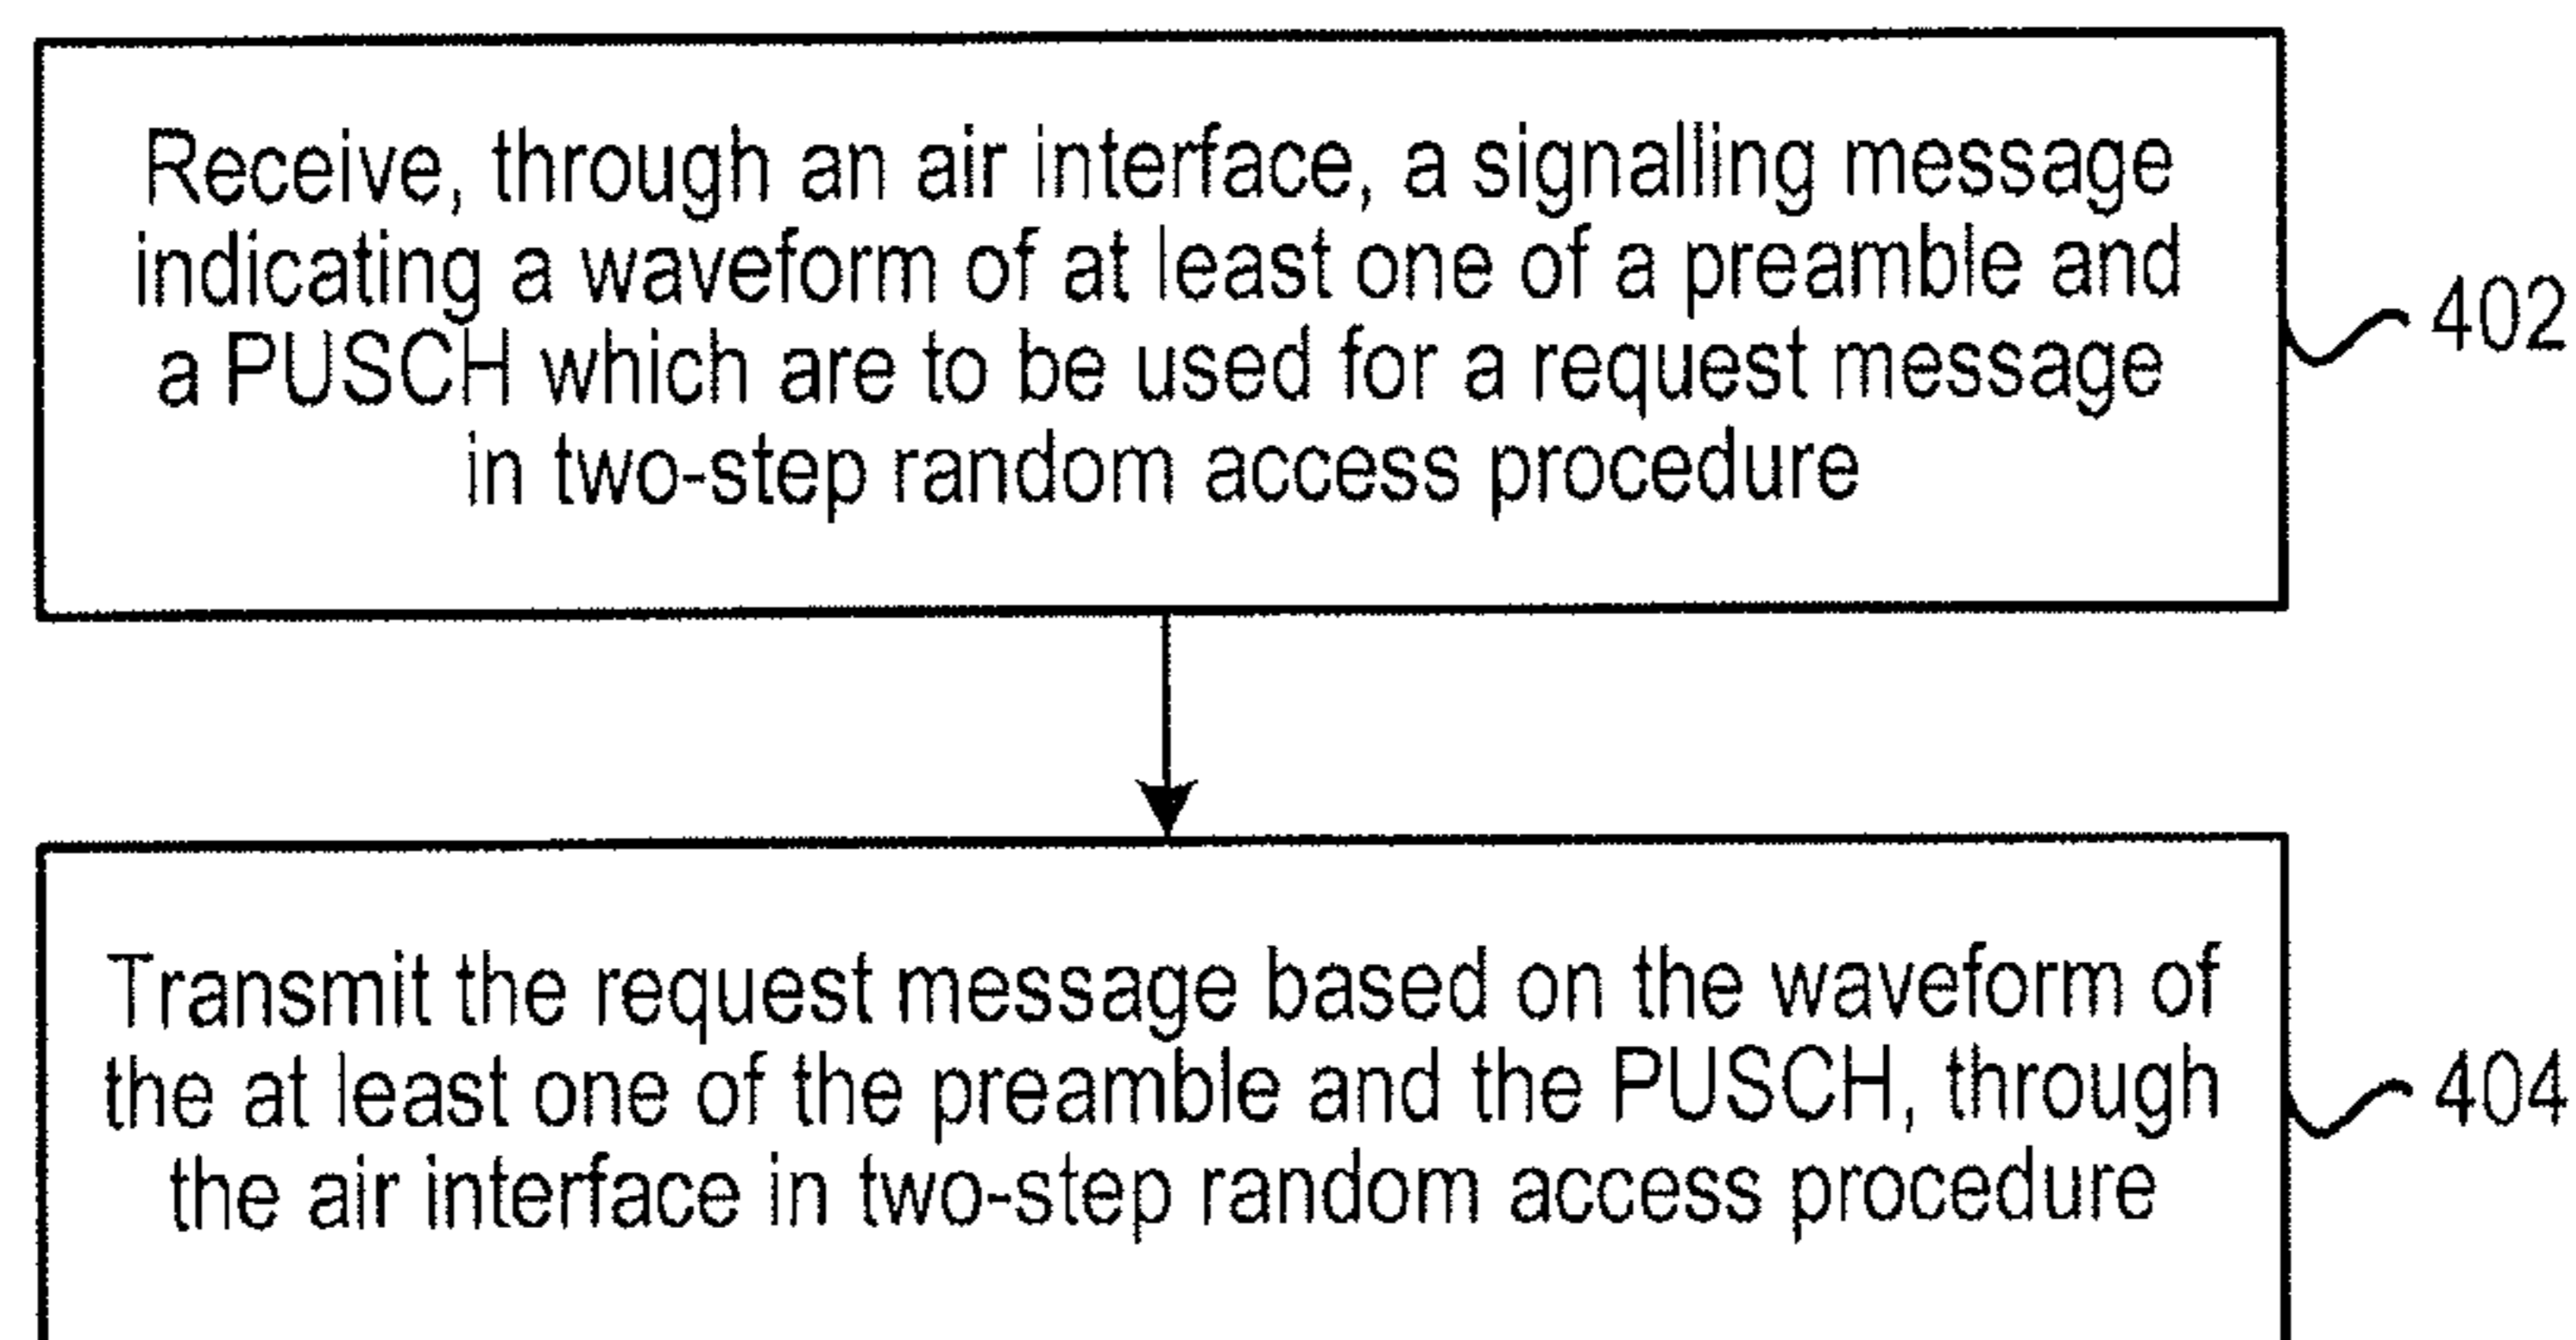 Receive, through an air interface, a signalling message
indicating a waveform of at least one of a preamble and
a PUSCH which are to be used for a request message
in two-step random access procedure
402
Transmit the request message based on the waveform of
the at least one of the preamble and the PUSCH, through
the air interface in two-step random access procedure
404